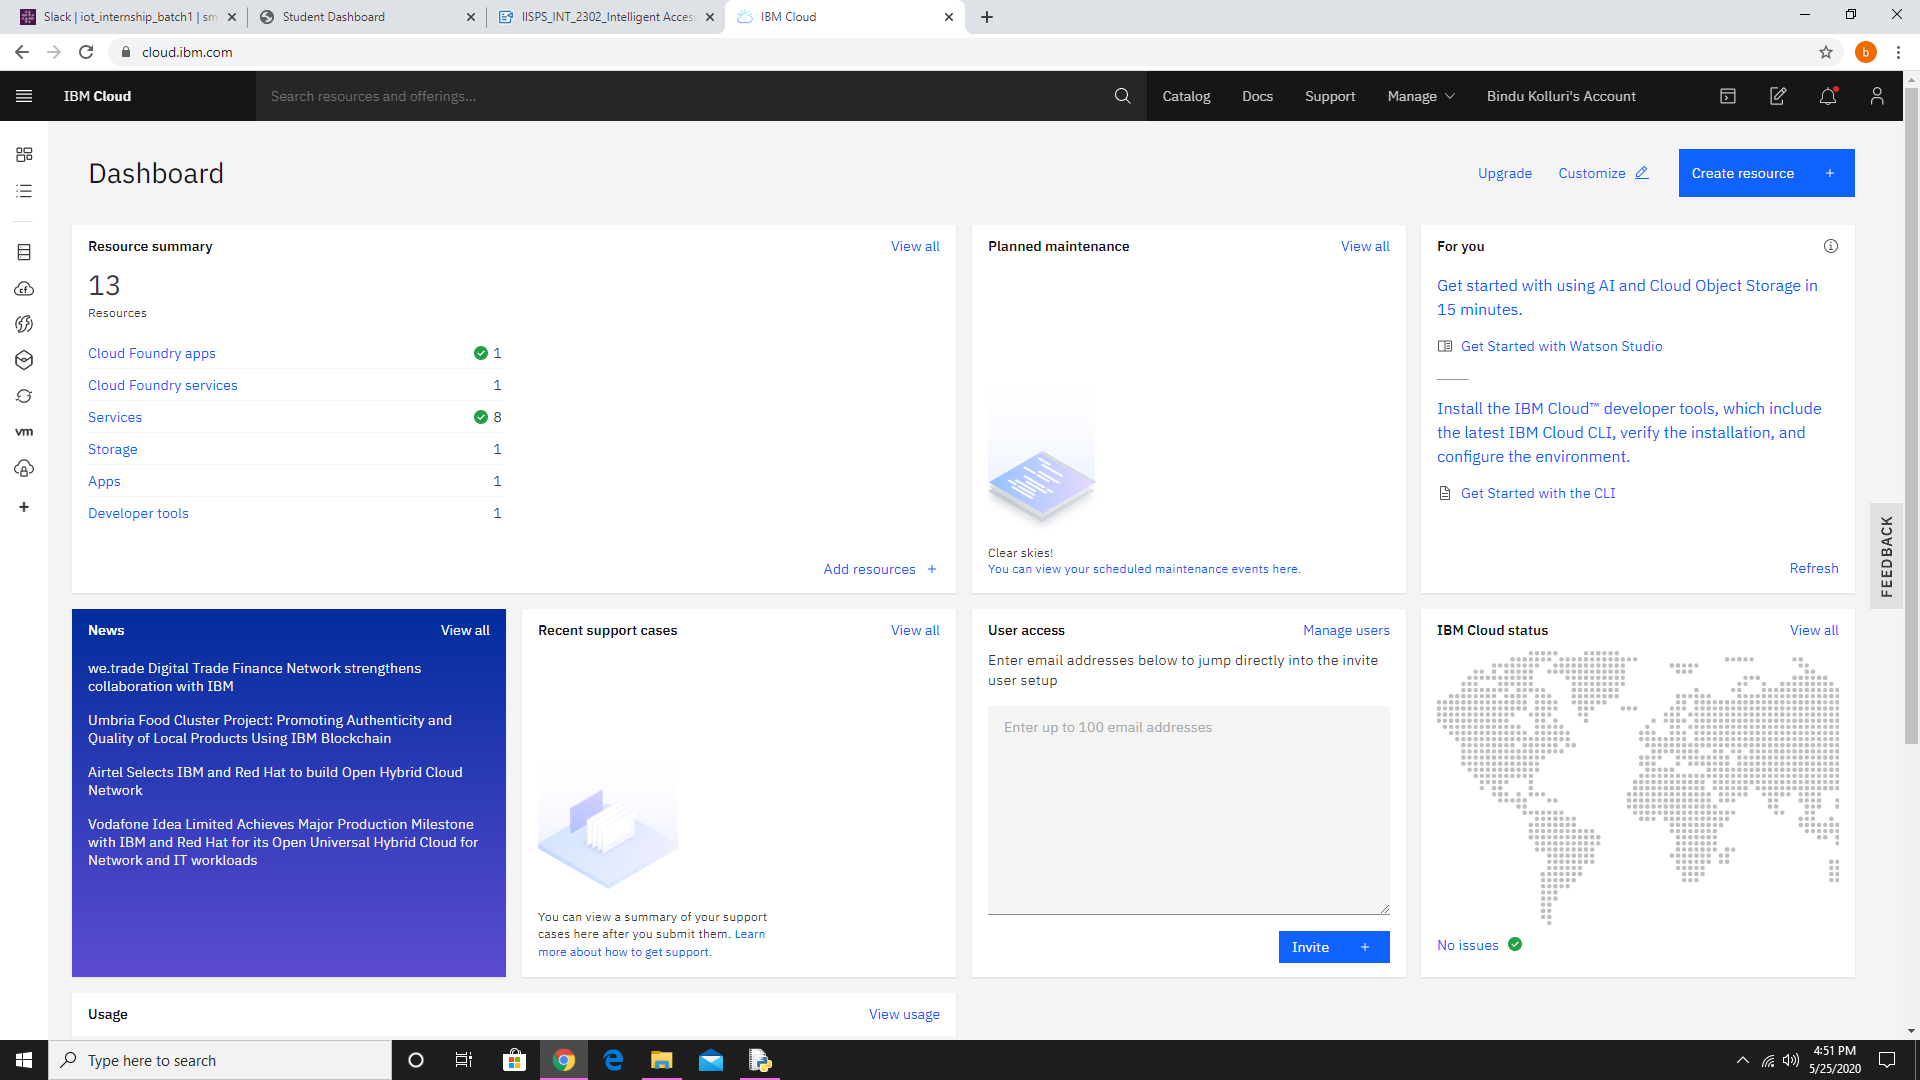 Slack | iot_internship_batch1 | sm
Student Dashboard
IISPS_INT_2302_Intelligent Access
IBM Cloud
cloud.ibm.com
b
IBM Cloud
Search resources and offerings...
Catalog
Docs
Support
Manage
Bindu Kolluri's Account
Dashboard
Upgrade
Customize
Create resource +
cf
vm
Resource summary
View all
13
Resources
Cloud Foundry apps 1
Cloud Foundry services 1
Services 8
Storage 1
Apps 1
Developer tools 1
Add resources +
Planned maintenance
View all
Clear skies!
You can view your scheduled maintenance events here.
For you
Get started with using AI and Cloud Object Storage in
15 minutes.
Get Started with Watson Studio
Install the IBM Cloud™ developer tools, which include
the latest IBM Cloud CLI, verify the installation, and
configure the environment.
Get Started with the CLI
Refresh
FEEDBACK
News
View all
we.trade Digital Trade Finance Network strengthens
collaboration with IBM
Umbria Food Cluster Project: Promoting Authenticity and
Quality of Local Products Using IBM Blockchain
Airtel Selects IBM and Red Hat to build Open Hybrid Cloud
Network
Vodafone Idea Limited Achieves Major Production Milestone
with IBM and Red Hat for its Open Universal Hybrid Cloud for
Network and IT workloads
Recent support cases
View all
You can view a summary of your support
cases here after you submit them. Learn
more about how to get support.
User access
Manage users
Enter email addresses below to jump directly into the invite
user setup
Enter up to 100 email addresses
Invite +
IBM Cloud status
View all
No issues
Usage
View usage
Type here to search
4:51 PM
5/25/2020